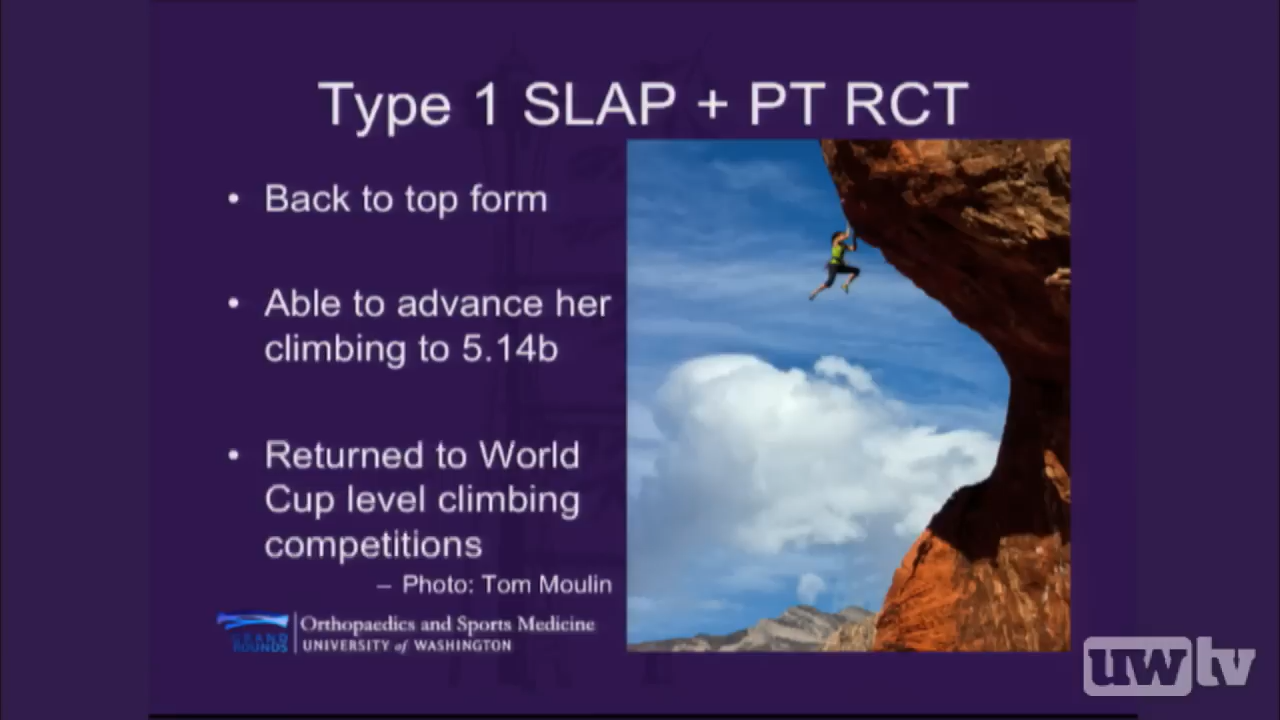 Type 1 SLAP + PT RCT
• Back to top form
• Able to advance her
climbing to 5.14b
• Returned to World
Cup level climbing
competitions
– Photo: Tom Moulin
GRAND
ROUNDS
Orthopaedics and Sports Medicine
UNIVERSITY of WASHINGTON
uwtv